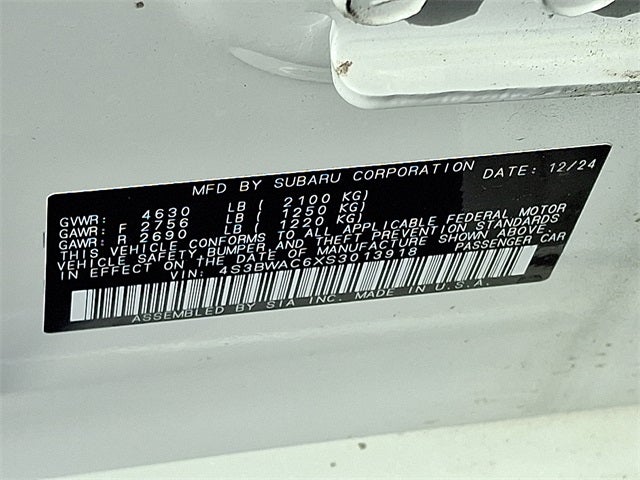 MFD BY SUBARU CORPORATION DATE: 12/24
GVWR: 4630 LB ( 2100 KG)
GAWR: F 2756 LB ( 1250 KG)
GAWR: R 2690 LB ( 1220 KG)
THIS VEHICLE CONFORMS TO ALL APPLICABLE FEDERAL MOTOR
VEHICLE SAFETY, BUMPER, AND THEFT PREVENTION STANDARDS
IN EFFECT ON THE DATE OF MANUFACTURE SHOWN ABOVE.
VIN: 4S3BWAC6XS3013918 PASSENGER CAR
ASSEMBLED BY SIA INC. MADE IN U.S.A.